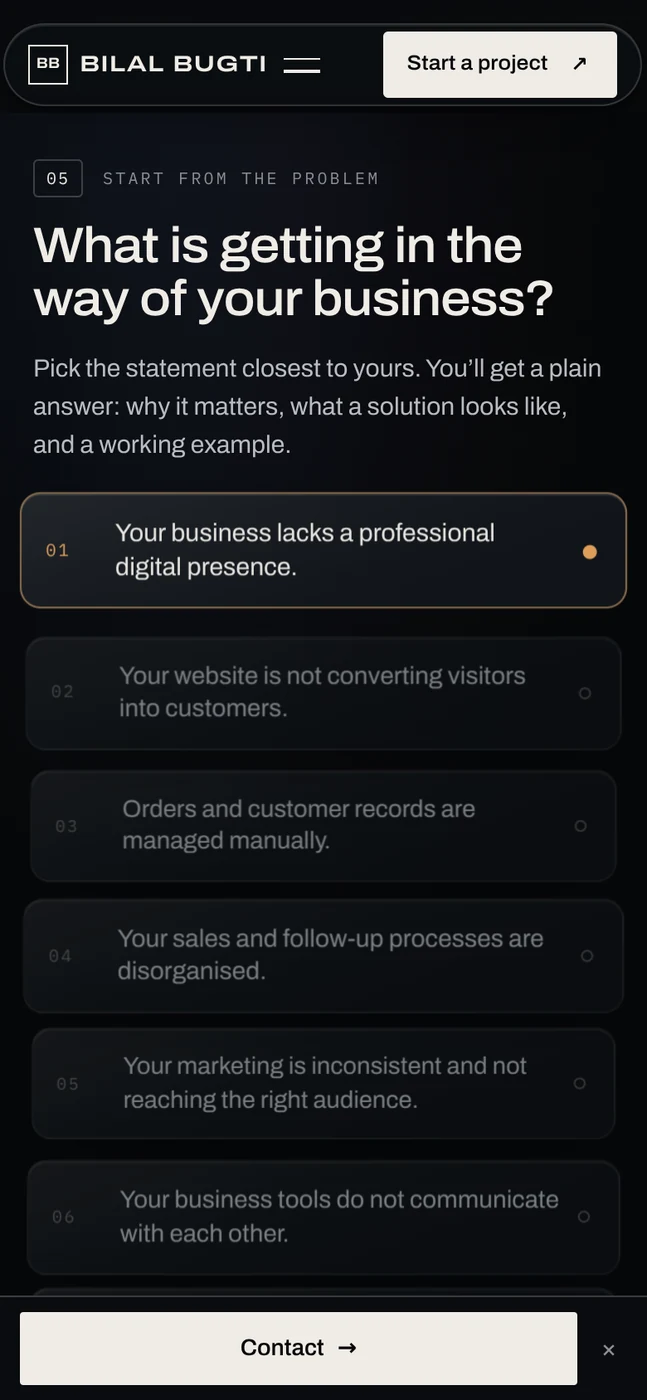 BB BILAL BUGTI
Start a project ↗
05 START FROM THE PROBLEM
What is getting in the
way of your business?
Pick the statement closest to yours. You’ll get a plain
answer: why it matters, what a solution looks like,
and a working example.
01 Your business lacks a professional
digital presence.
02 Your website is not converting visitors
into customers.
03 Orders and customer records are
managed manually.
04 Your sales and follow-up processes are
disorganised.
05 Your marketing is inconsistent and not
reaching the right audience.
06 Your business tools do not communicate
with each other.
Contact → ×